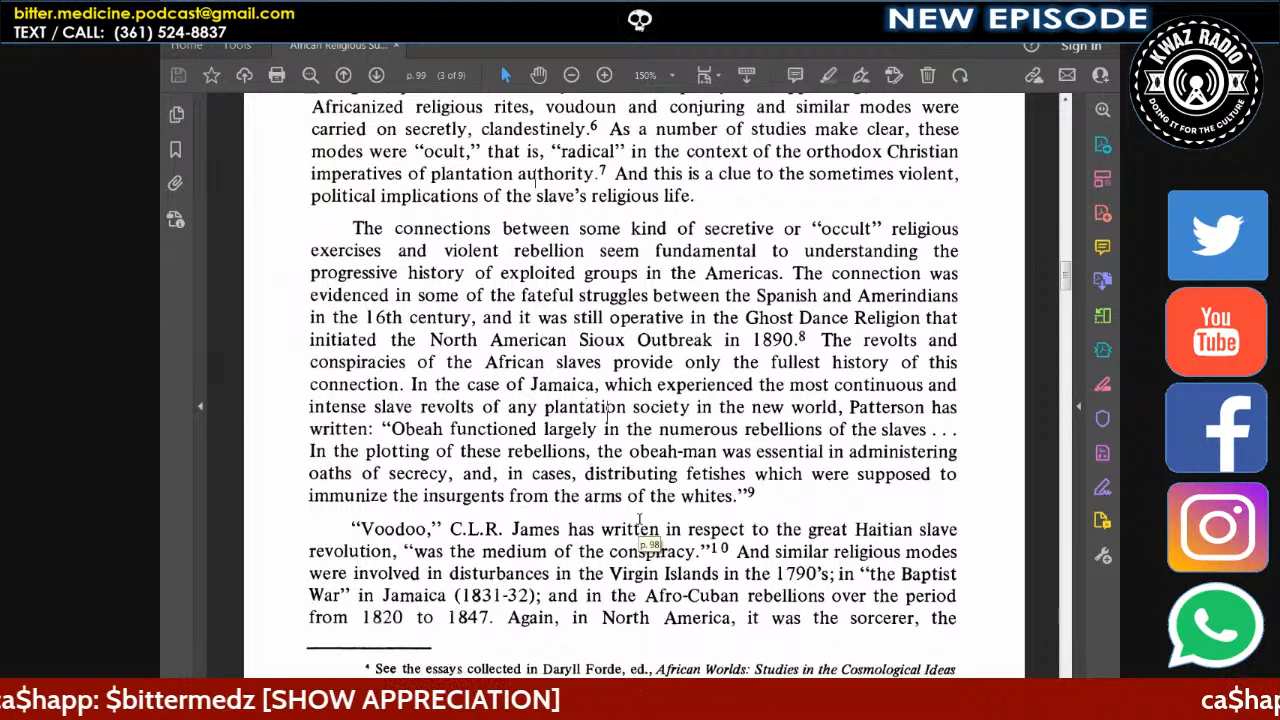 bitter.medicine.podcast@gmail.com
TEXT / CALL: (361) 524-8837
NEW EPISODE
KWAZ RADIO
DOING IT FOR THE CULTURE
Home Tools African Religious Su... × Sign In
p. 99 (3 of 9) 150%
Africanized religious rites, voudoun and conjuring and similar modes were
carried on secretly, clandestinely.6 As a number of studies make clear, these
modes were “ocult,” that is, “radical” in the context of the orthodox Christian
imperatives of plantation authority.7 And this is a clue to the sometimes violent,
political implications of the slave’s religious life.
The connections between some kind of secretive or “occult” religious
exercises and violent rebellion seem fundamental to understanding the
progressive history of exploited groups in the Americas. The connection was
evidenced in some of the fateful struggles between the Spanish and Amerindians
in the 16th century, and it was still operative in the Ghost Dance Religion that
initiated the North American Sioux Outbreak in 1890.8 The revolts and
conspiracies of the African slaves provide only the fullest history of this
connection. In the case of Jamaica, which experienced the most continuous and
intense slave revolts of any plantation society in the new world, Patterson has
written: “Obeah functioned largely in the numerous rebellions of the slaves . . .
In the plotting of these rebellions, the obeah-man was essential in administering
oaths of secrecy, and, in cases, distributing fetishes which were supposed to
immunize the insurgents from the arms of the whites.”9
“Voodoo,” C.L.R. James has written in respect to the great Haitian slave
revolution, “was the medium of the conspiracy.”10 And similar religious modes
p. 98
were involved in disturbances in the Virgin Islands in the 1790’s; in “the Baptist
War” in Jamaica (1831-32); and in the Afro-Cuban rebellions over the period
from 1820 to 1847. Again, in North America, it was the sorcerer, the
See the essays collected in Daryll Forde, ed., African Worlds: Studies in the Cosmological Ideas
You
Tube
ca$happ: $bittermedz [SHOW APPRECIATION]
ca$hap